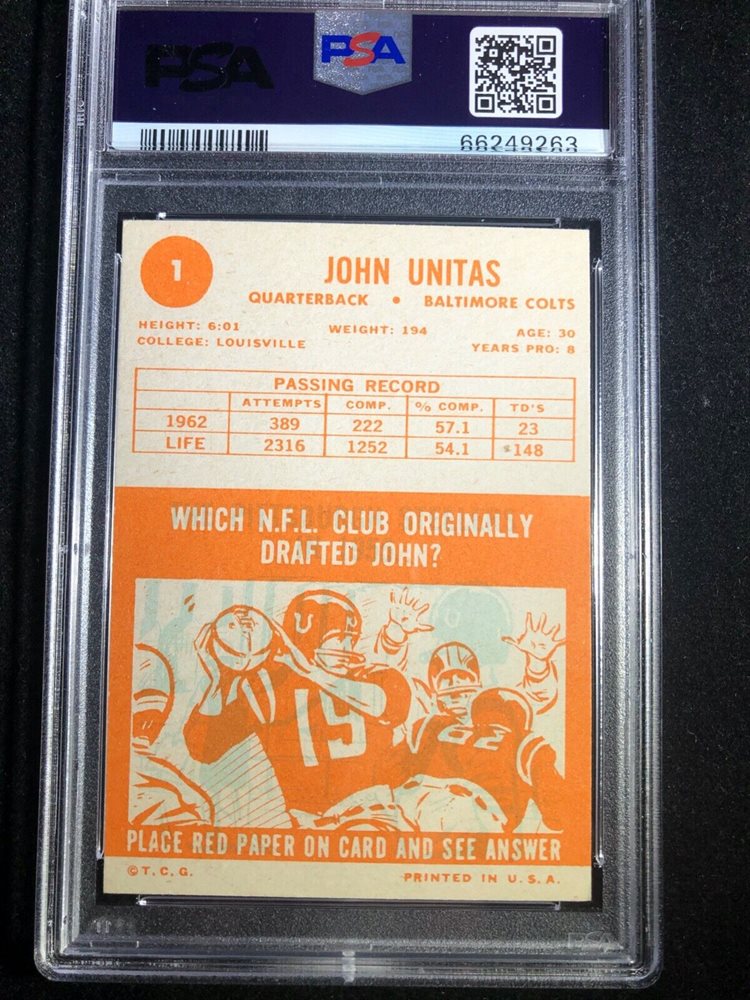 PSA PSA
66249263
1
JOHN UNITAS
QUARTERBACK • BALTIMORE COLTS
HEIGHT: 6:01 WEIGHT: 194 AGE: 30
COLLEGE: LOUISVILLE YEARS PRO: 8
PASSING RECORD
ATTEMPTS COMP. % COMP. TD'S
1962 389 222 57.1 23
LIFE 2316 1252 54.1 148
WHICH N.F.L. CLUB ORIGINALLY
DRAFTED JOHN?
19
82
PLACE RED PAPER ON CARD AND SEE ANSWER
© T.C.G. PRINTED IN U.S.A.
PSA